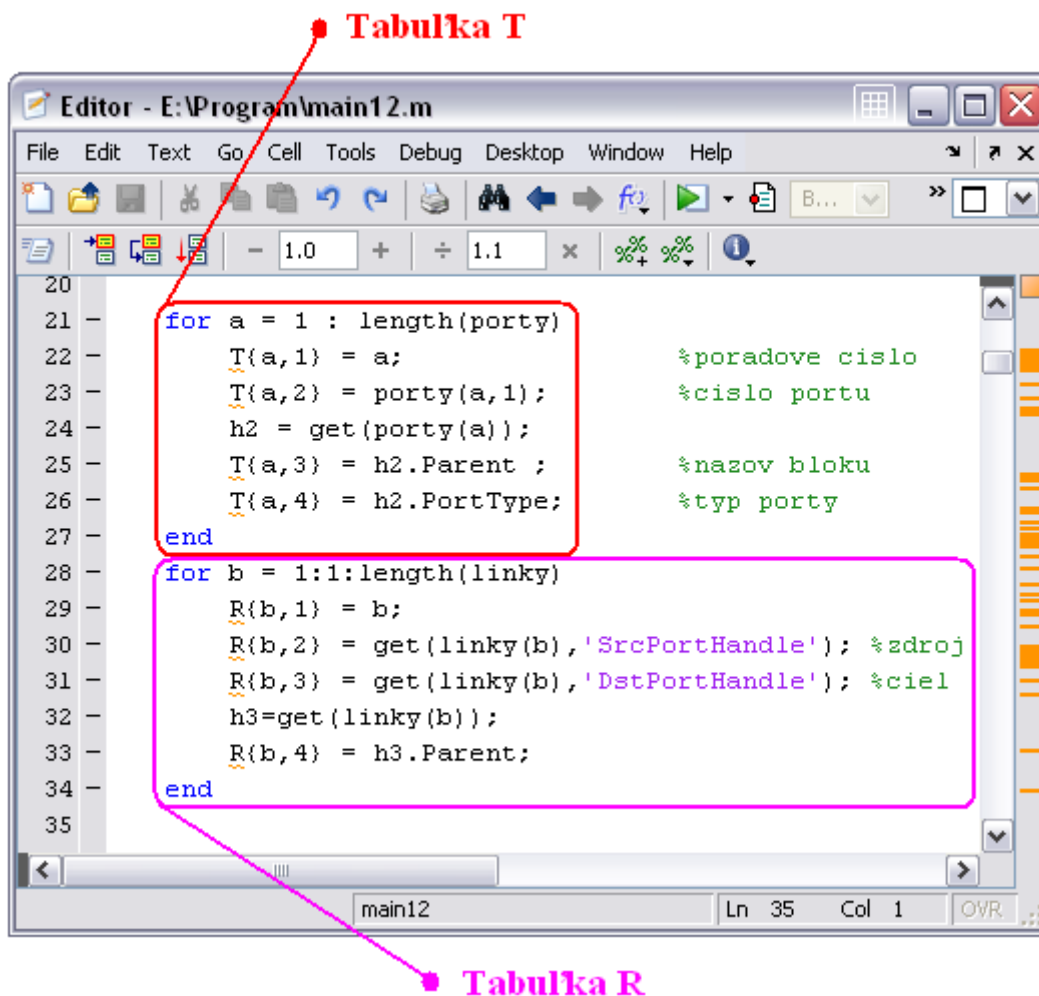 Tabuľka T
Editor - E:\Program\main12.m
File Edit Text Go Cell Tools Debug Desktop Window Help
B...
1.0 + ÷ 1.1 ×
20
21 - for a = 1 : length(porty)
22 - T{a,1} = a; %poradove cislo
23 - T{a,2} = porty(a,1); %cislo portu
24 - h2 = get(porty(a));
25 - T{a,3} = h2.Parent ; %nazov bloku
26 - T{a,4} = h2.PortType; %typ porty
27 - end
28 - for b = 1:1:length(linky)
29 - R{b,1} = b;
30 - R{b,2} = get(linky(b),'SrcPortHandle'); %zdroj
31 - R{b,3} = get(linky(b),'DstPortHandle'); %ciel
32 - h3=get(linky(b));
33 - R{b,4} = h3.Parent;
34 - end
35
main12 Ln 35 Col 1 OVR
Tabuľka R